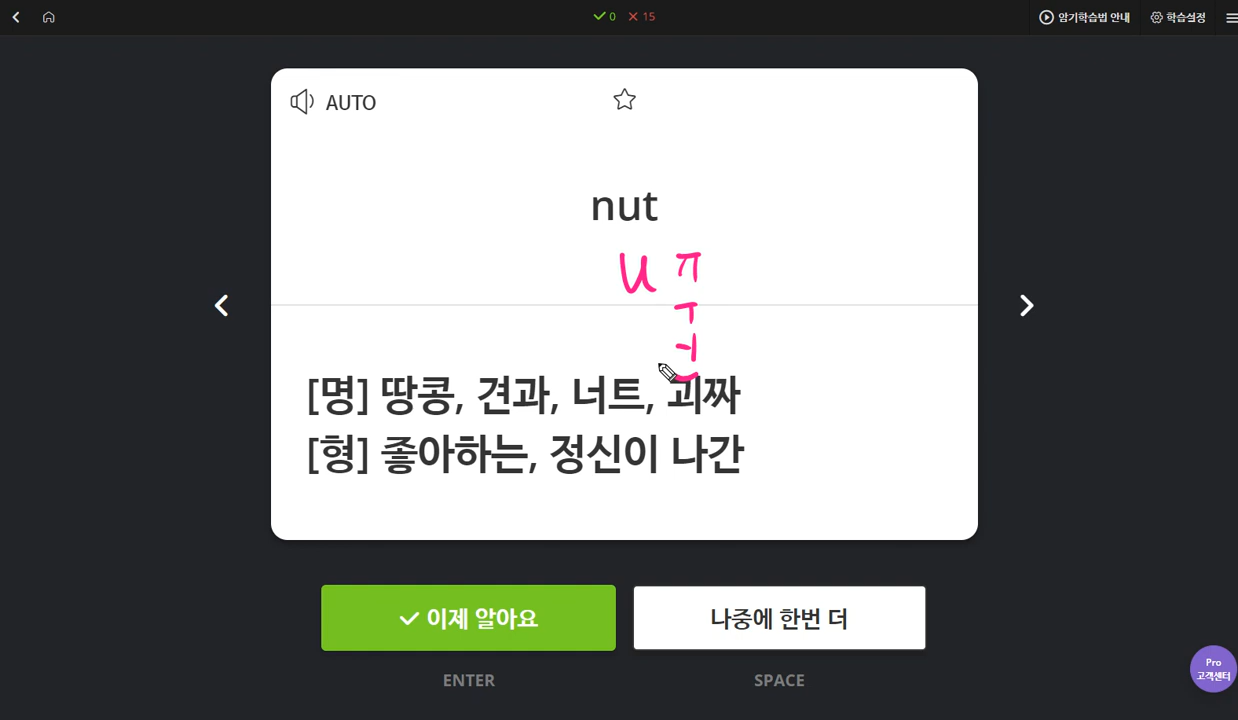 0 15 암기학습법 안내 학습설정
AUTO
nut
u ㅠ
ㅜ
ㅓ
[명] 땅콩, 견과, 너트, 괴짜
[형] 좋아하는, 정신이 나간
이제 알아요 나중에 한번 더
ENTER SPACE
Pro
고객센터